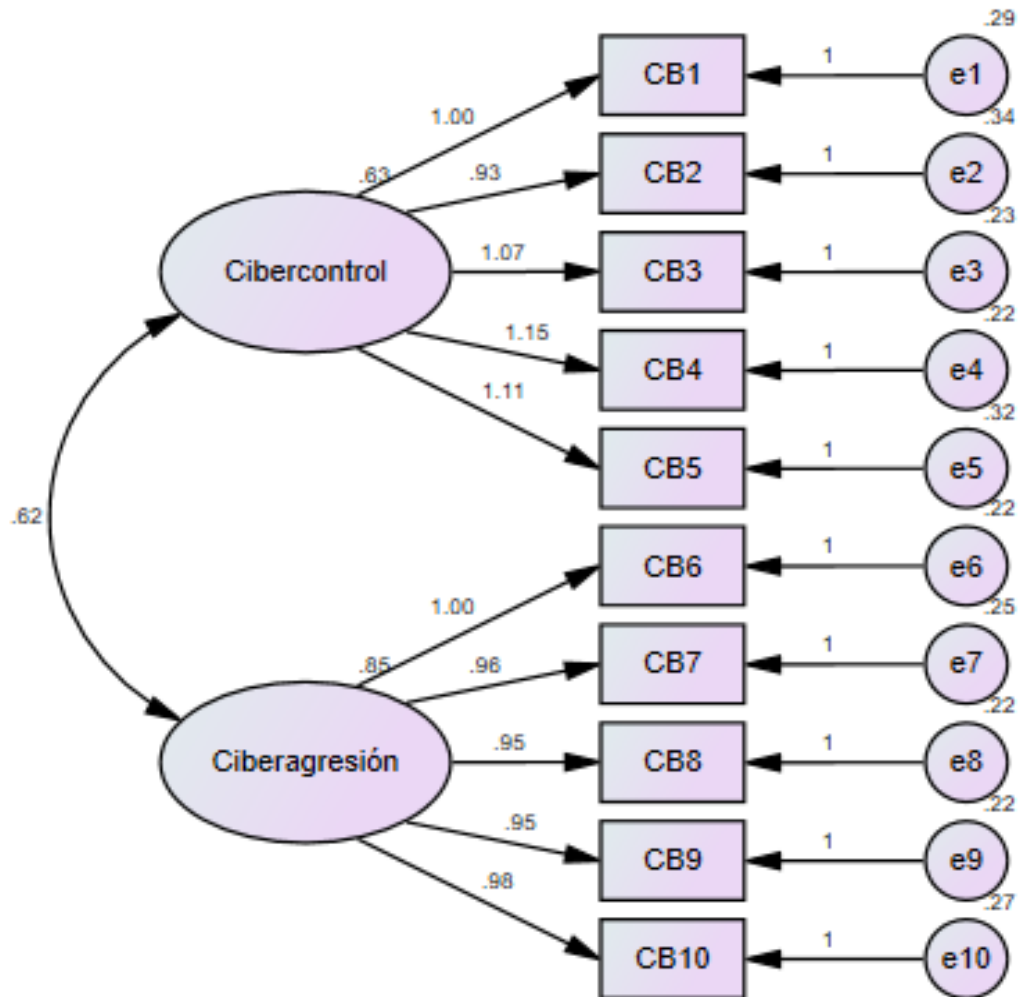 .29
CB1
1
e1
1.00
.34
CB2
1
e2
.63
.93
.23
Cibercontrol
1.07
CB3
1
e3
.22
1.15
CB4
1
e4
.32
1.11
CB5
1
e5
.22
.62
CB6
1
e6
1.00
.25
.85
.96
CB7
1
e7
.22
Ciberagresión
.95
CB8
1
e8
.22
.95
CB9
1
e9
.27
.98
CB10
1
e10